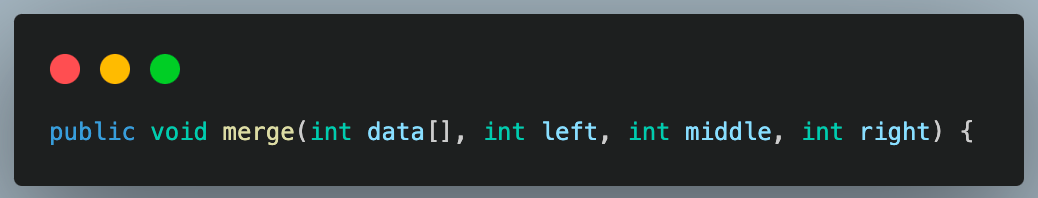 public void merge(int data[], int left, int middle, int right) {